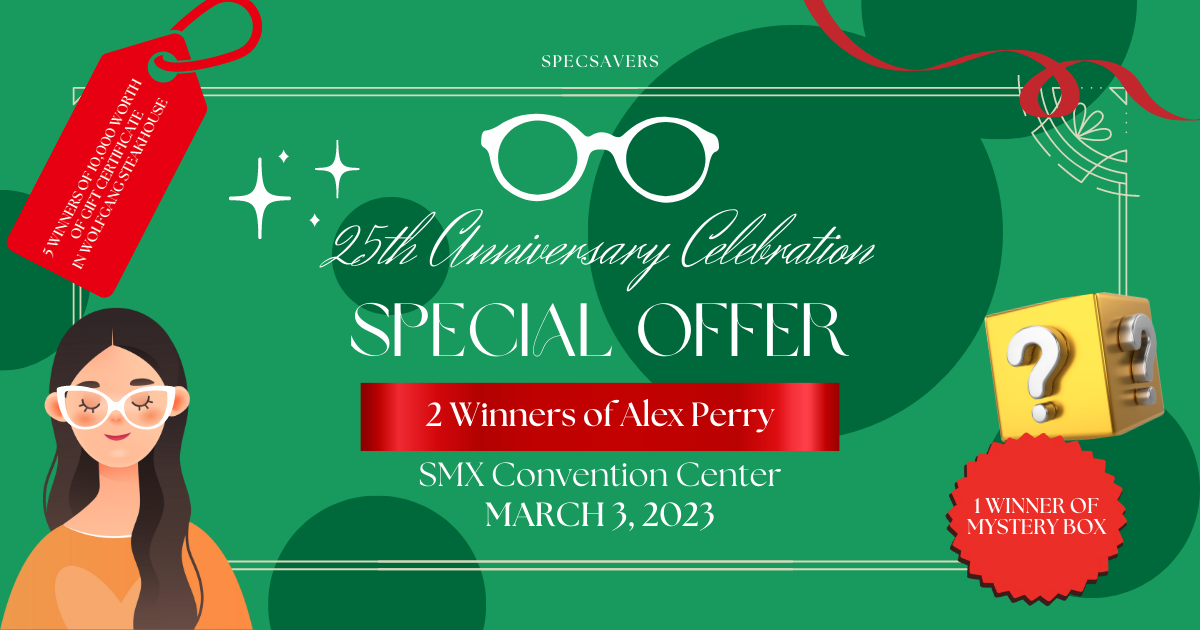 SPECSAVERS
5 WINNERS OF 10,000 WORTH
OF GIFT CERTIFICATE
IN WOLFGANG STEAKHOUSE
25th Anniversary Celebration
SPECIAL OFFER
2 Winners of Alex Perry
SMX Convention Center
MARCH 3, 2023
? ?
1 WINNER OF
MYSTERY BOX